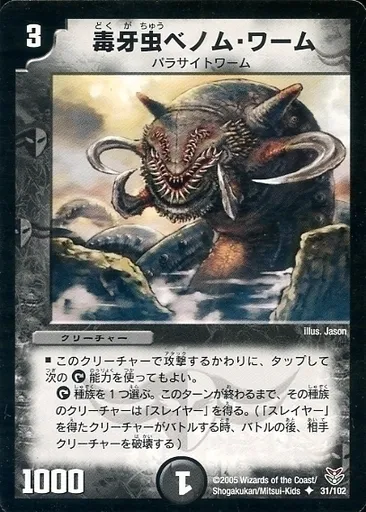 3
どく が ちゅう
毒牙虫ベノム・ワーム
パラサイトワーム
illus. Jason
クリーチャー
■ このクリーチャーで攻撃するかわりに、タップして
次の 能力を使ってもよい。
種族を1つ選ぶ。このターンが終わるまで、その種族
のクリーチャーは「スレイヤー」を得る。(「スレイヤー」
を得たクリーチャーがバトルする時、バトルの後、相手
クリーチャーを破壊する)
1000
1
©2005 Wizards of the Coast/
Shogakukan/Mitsui-Kids 31/102